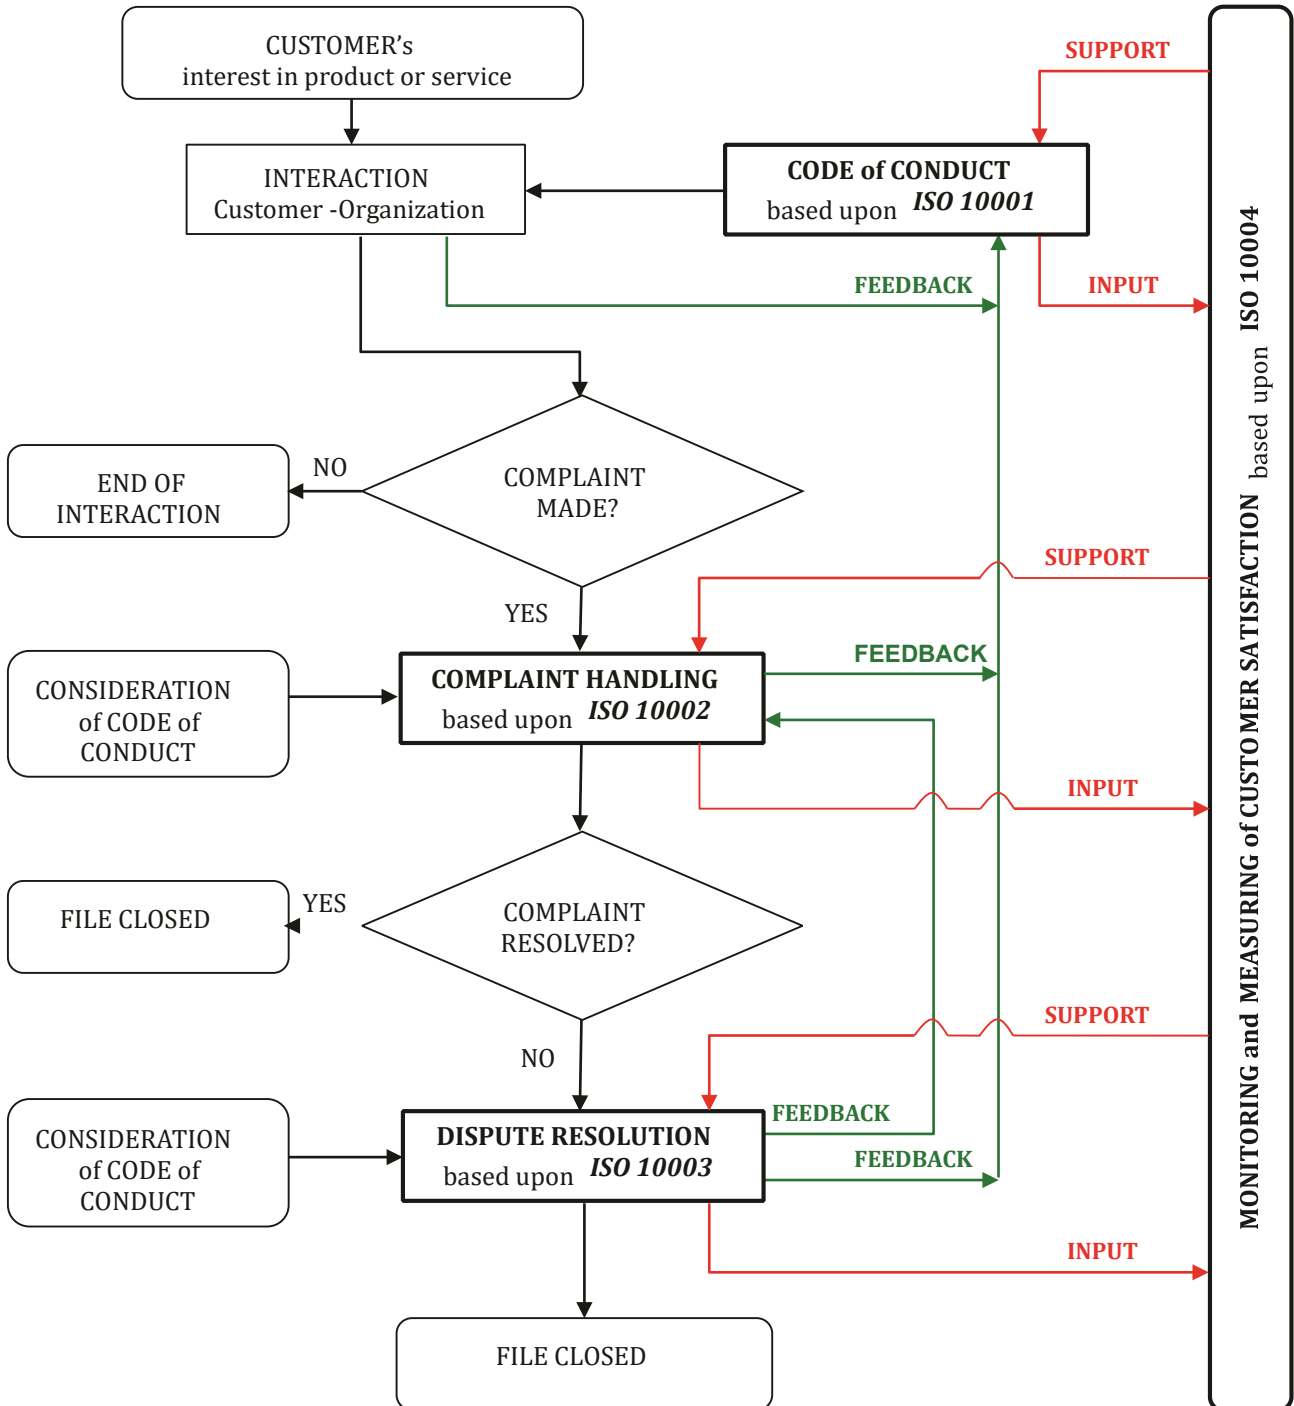 CUSTOMER's
interest in product or service
SUPPORT
INTERACTION
Customer -Organization
CODE of CONDUCT
based upon ISO 10001
FEEDBACK
INPUT
COMPLAINT
MADE?
NO
END OF
INTERACTION
YES
SUPPORT
CONSIDERATION
of CODE of
CONDUCT
COMPLAINT HANDLING
based upon ISO 10002
FEEDBACK
INPUT
COMPLAINT
RESOLVED?
YES
FILE CLOSED
NO
SUPPORT
CONSIDERATION
of CODE of
CONDUCT
DISPUTE RESOLUTION
based upon ISO 10003
FEEDBACK
FEEDBACK
INPUT
FILE CLOSED
MONITORING and MEASURING of CUSTOMER SATISFACTION based upon ISO 10004